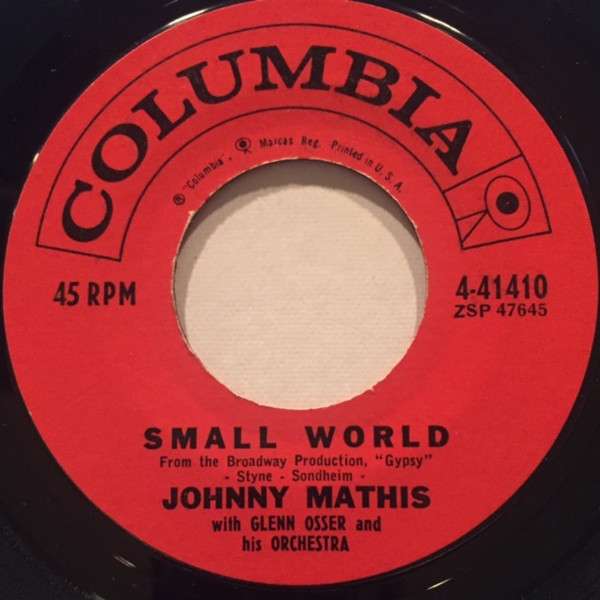 COLUMBIA
® "Columbia", Marcas Reg. Printed in U.S.A.
45 RPM
4-41410
ZSP 47645
SMALL WORLD
From the Broadway Production, "Gypsy"
- Styne - Sondheim -
JOHNNY MATHIS
with GLENN OSSER and
his ORCHESTRA